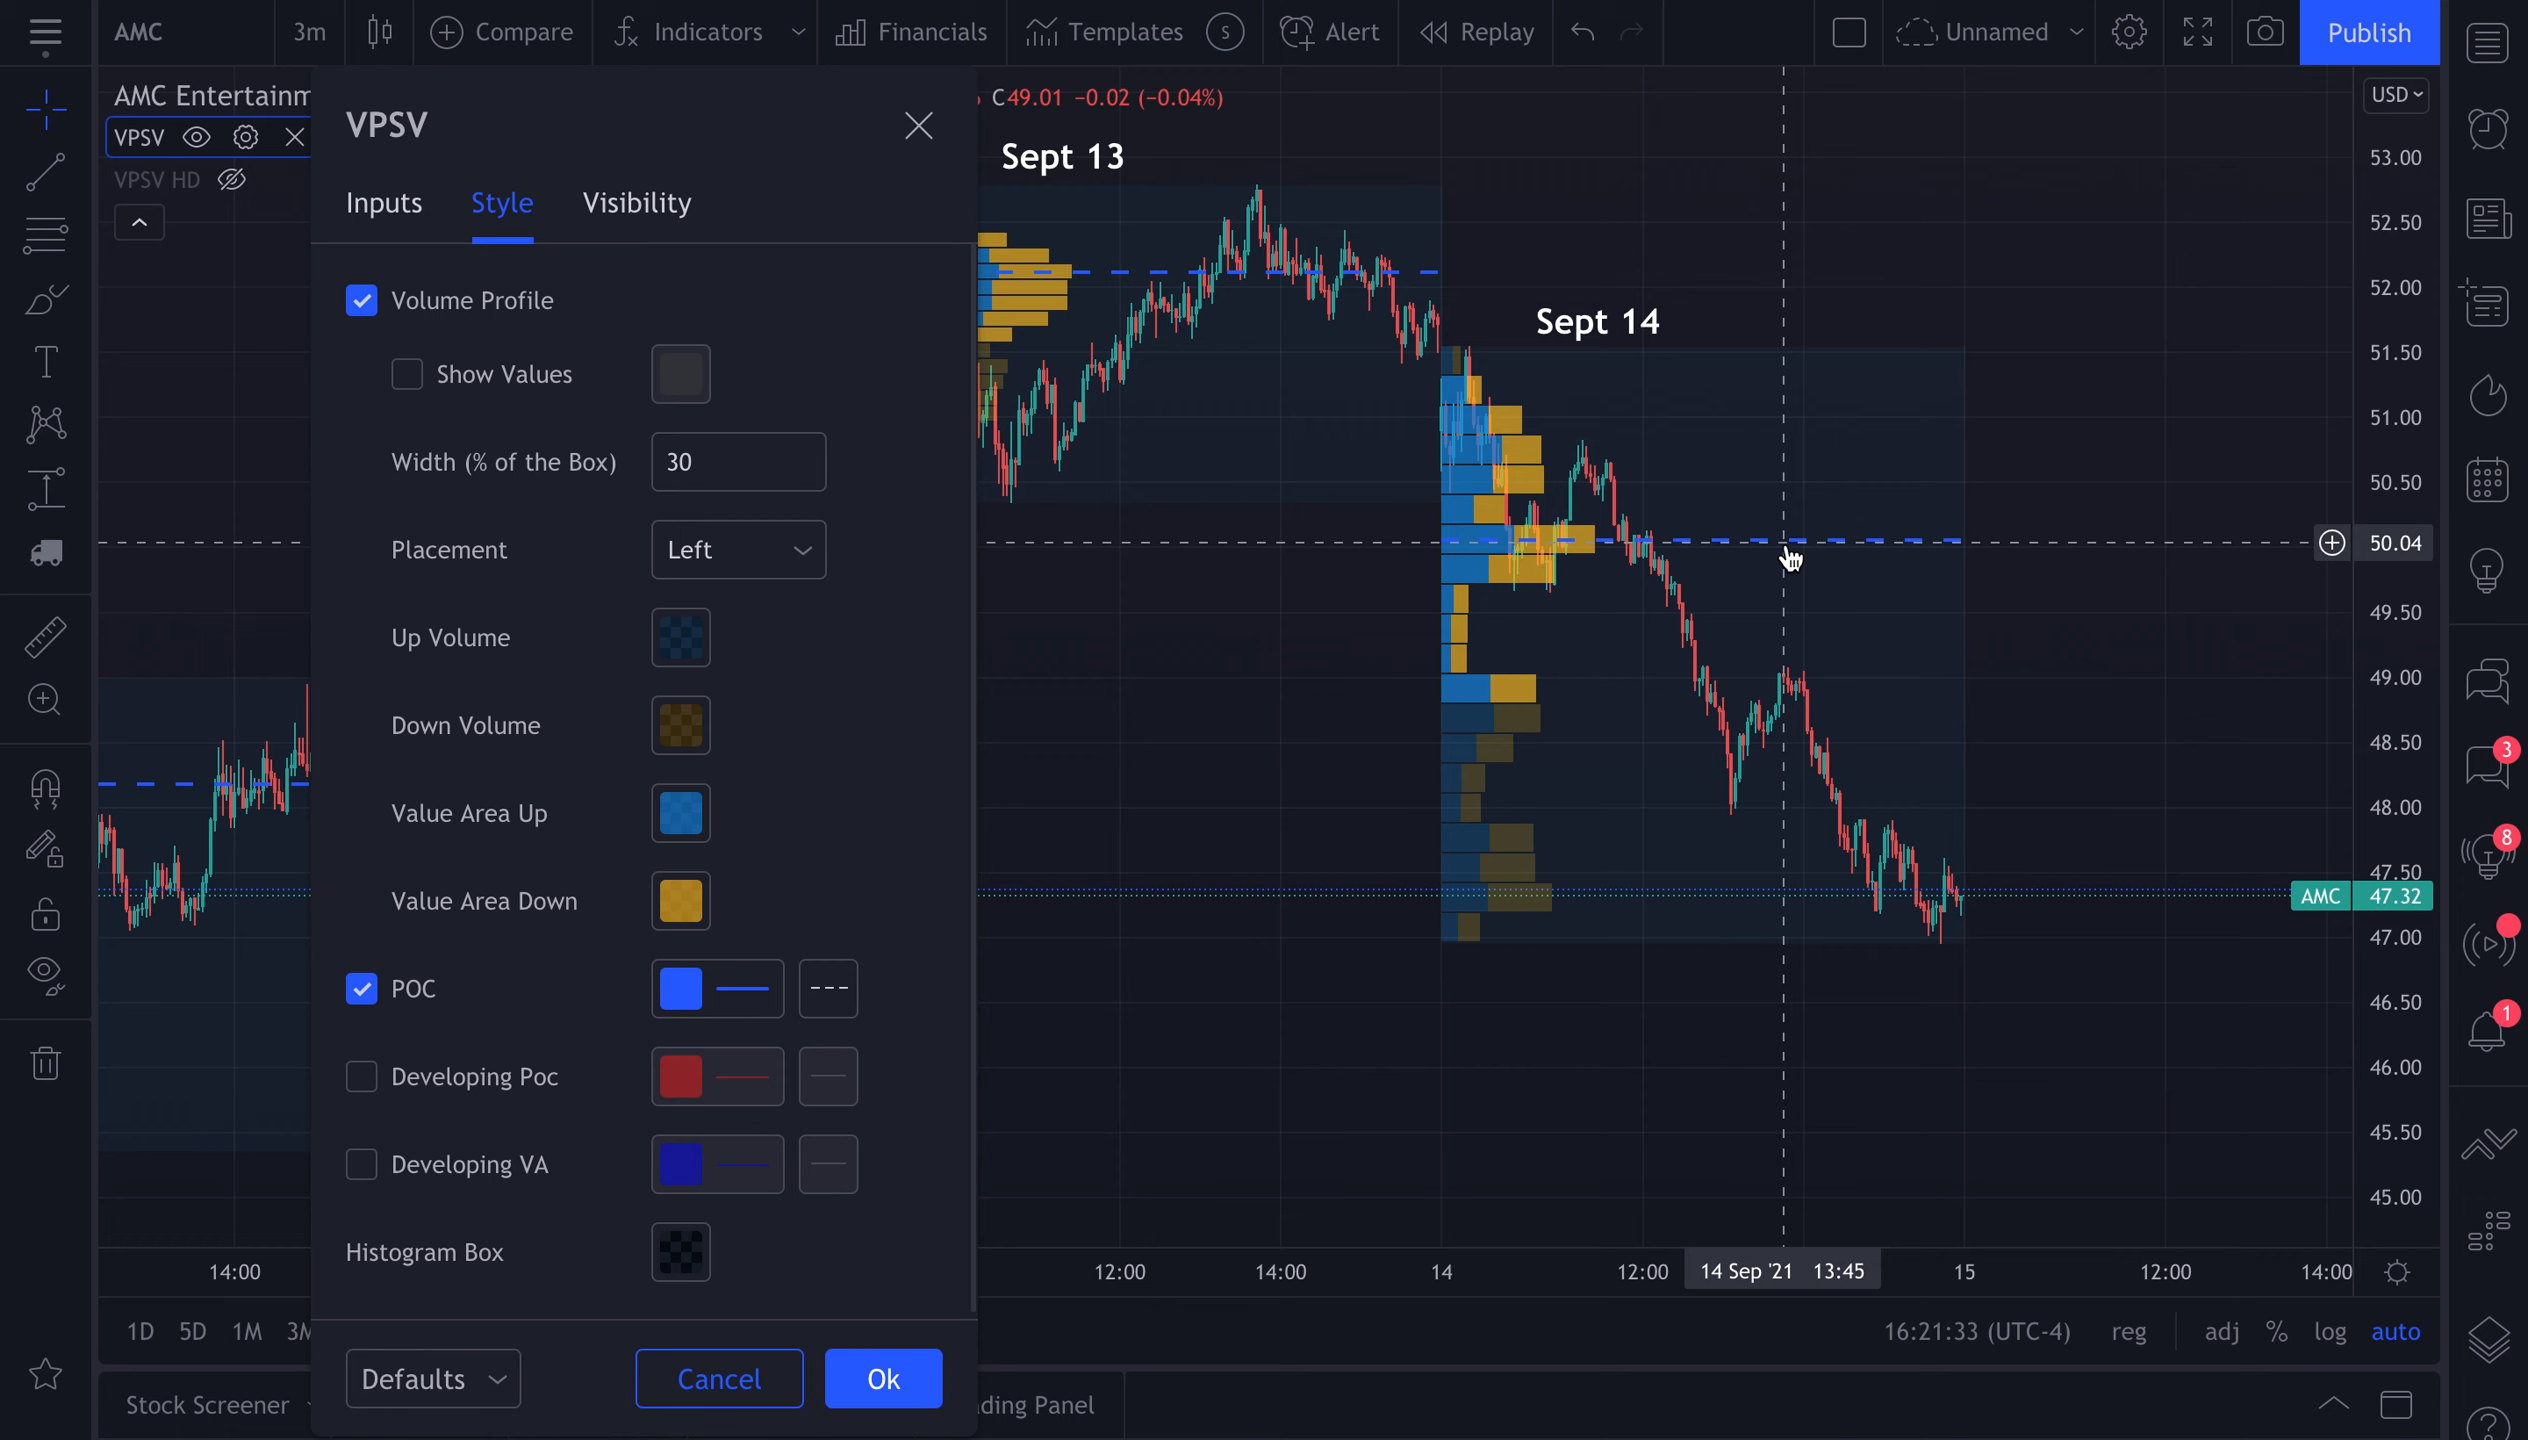 AMC 3m Compare Indicators Financials Templates S Alert Replay Unnamed Publish
AMC Entertainm
C49.01 −0.02 (−0.04%)
USD
VPSV
VPSV HD
VPSV
Inputs Style Visibility
Volume Profile
Show Values
Width (% of the Box) 30
Placement Left
Up Volume
Down Volume
Value Area Up
Value Area Down
POC
Developing Poc
Developing VA
Histogram Box
Defaults Cancel Ok
Sept 13
Sept 14
53.00
52.50
52.00
51.50
51.00
50.50
50.04
49.50
49.00
48.50
48.00
47.50
AMC 47.32
47.00
46.50
46.00
45.50
45.00
3
8
1
14:00 12:00 14:00 14 12:00 14 Sep '21 13:45 15 12:00 14:00
1D 5D 1M 3M
16:21:33 (UTC-4) reg adj % log auto
Stock Screener ding Panel